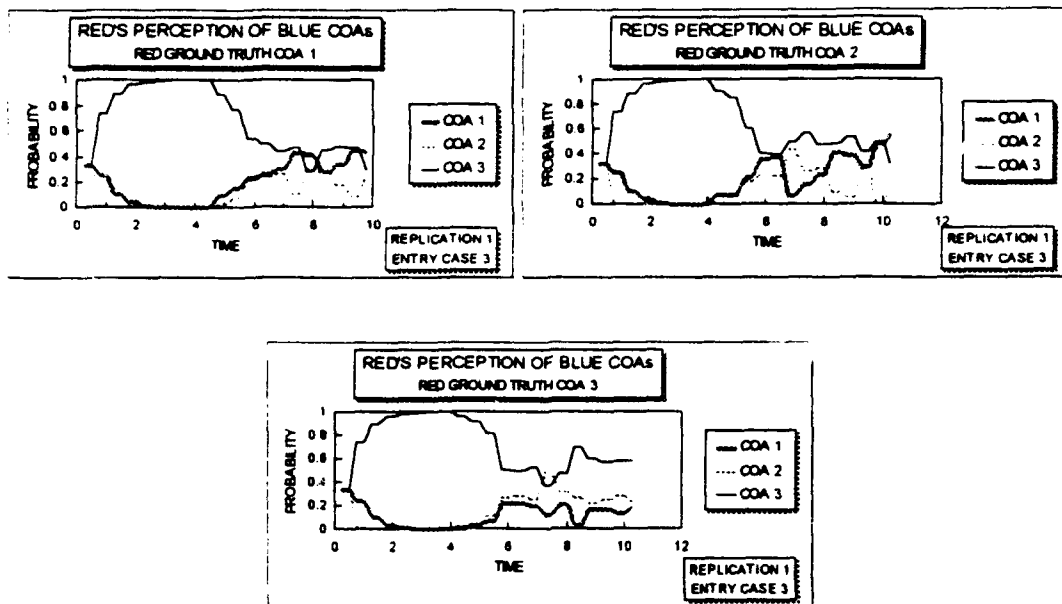 RED'S PERCEPTION OF BLUE COAs
RED GROUND TRUTH COA 1
PROBABILITY
1
0.8
0.6
0.4
0.2
0
0 2 4 6 8 10
TIME
COA 1
COA 2
COA 3
REPLICATION 1
ENTRY CASE 3
RED'S PERCEPTION OF BLUE COAs
RED GROUND TRUTH COA 2
PROBABILITY
1
0.8
0.6
0.4
0.2
0
0 2 4 6 8 10 12
TIME
COA 1
COA 2
COA 3
REPLICATION 1
ENTRY CASE 3
RED'S PERCEPTION OF BLUE COAs
RED GROUND TRUTH COA 3
PROBABILITY
1
0.8
0.6
0.4
0.2
0
0 2 4 6 8 10 12
TIME
COA 1
COA 2
COA 3
REPLICATION 1
ENTRY CASE 3